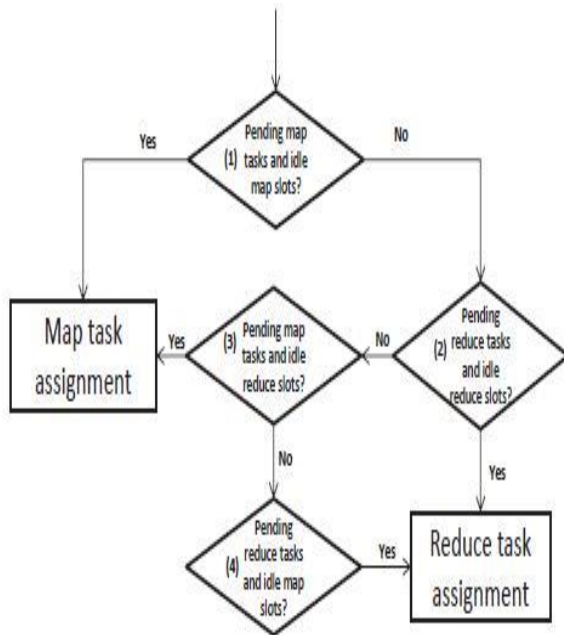 Pending map
Yes
No
(1) tasks and idle
map slots?
Pending
reduce tasks
(2)
and idle
reduce slots?
No
Pending map
(3)
tasks and idle
reduce slots?
Yes
Map task
assignment
No
Yes
Pending
reduce tasks
(4) and idle map
slots?
Yes
Reduce task
assignment